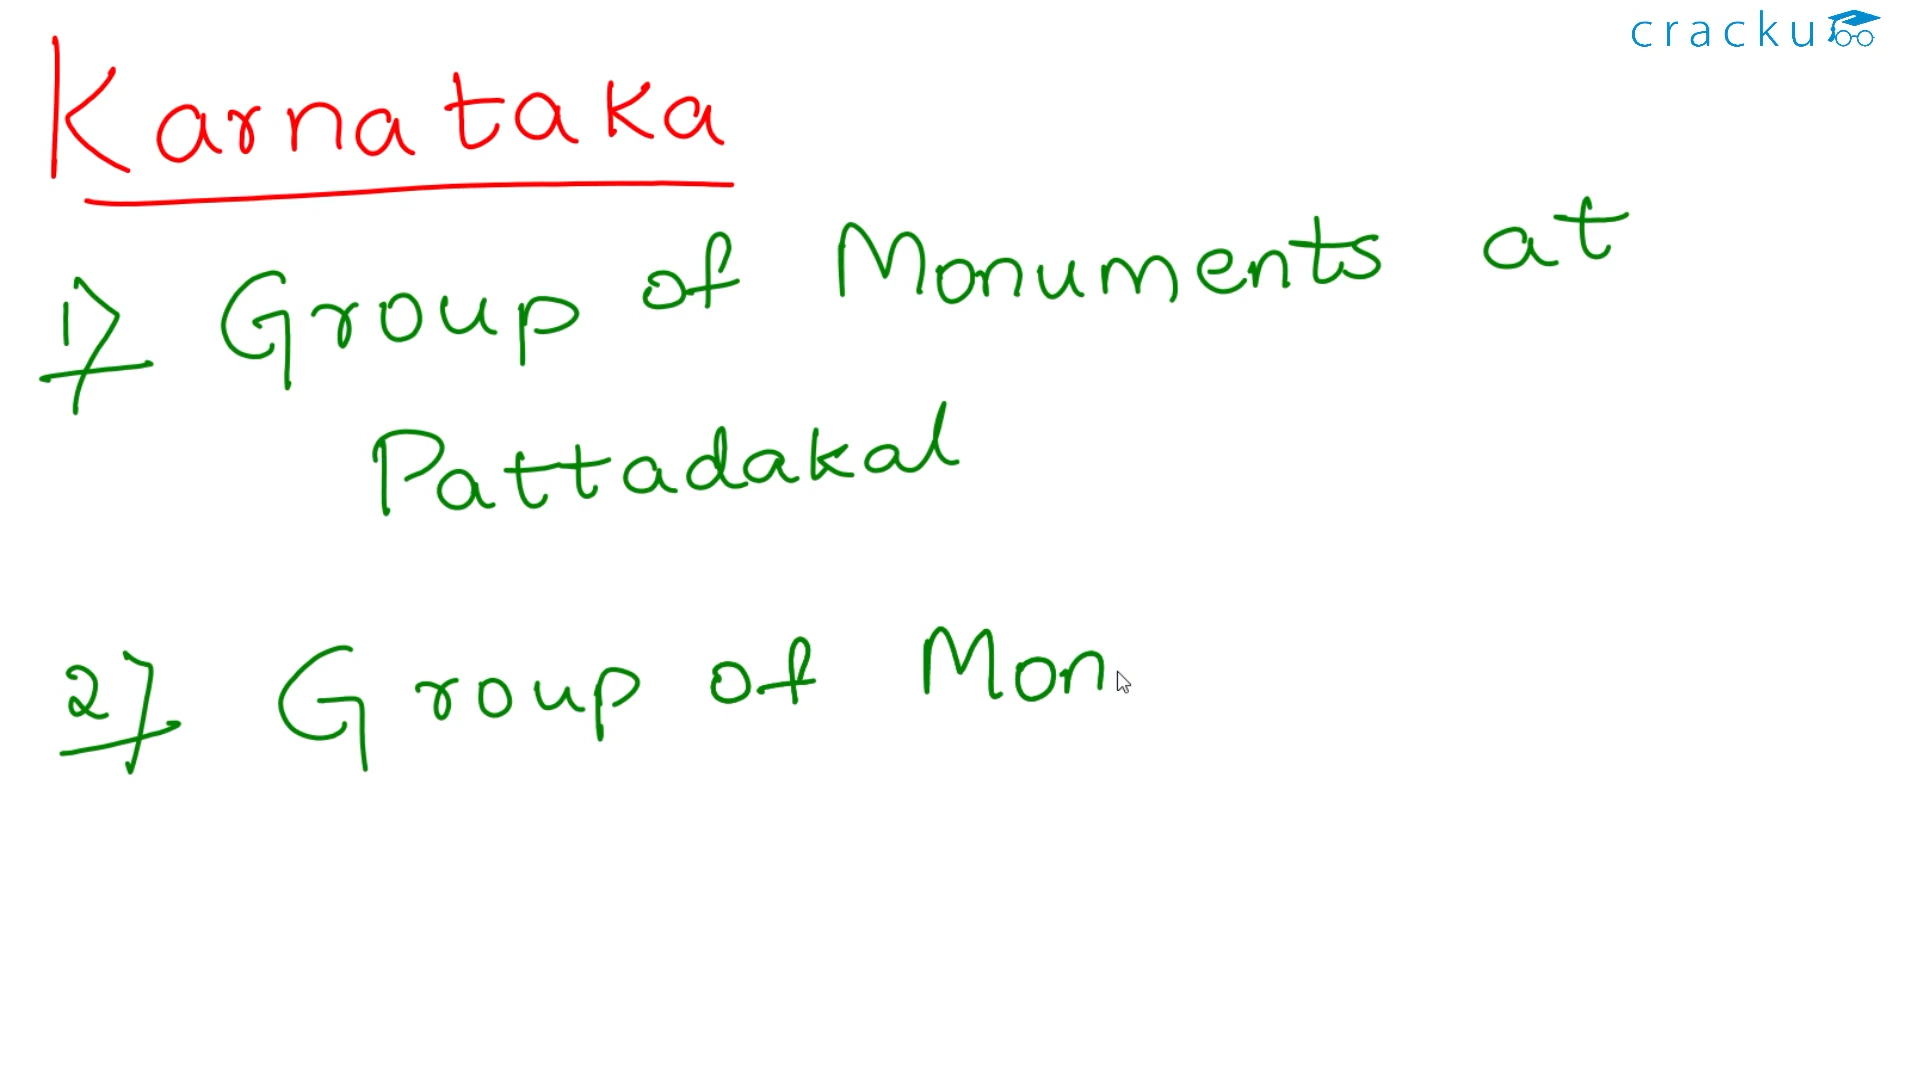 cracku
Karnataka
1) Group of Monuments at
Pattadakal
2) Group of Mon